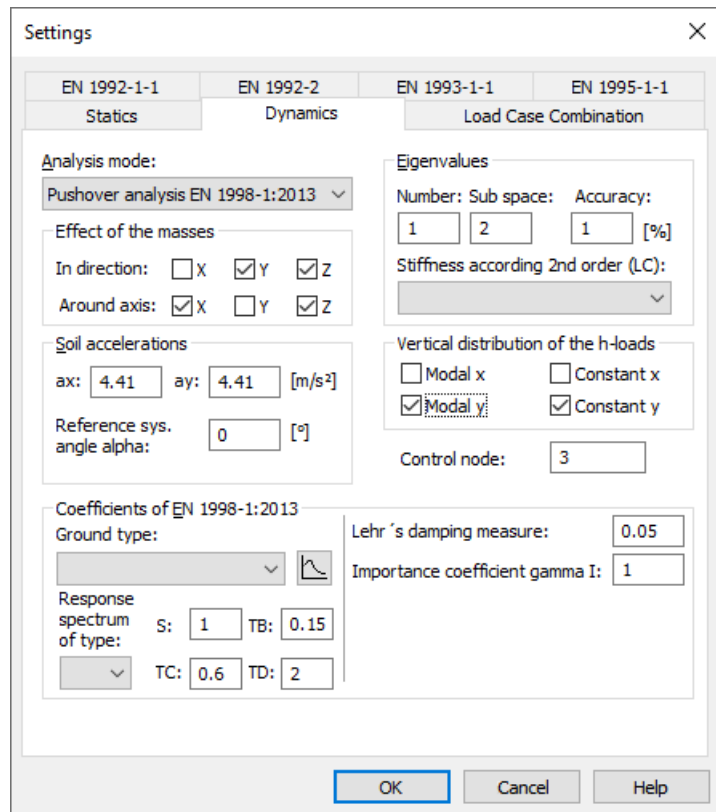 Settings
EN 1992-1-1 EN 1992-2 EN 1993-1-1 EN 1995-1-1
Statics Dynamics Load Case Combination
Analysis mode:
Pushover analysis EN 1998-1:2013
Effect of the masses
In direction: X Y Z
Around axis: X Y Z
Eigenvalues
Number: Sub space: Accuracy:
1 2 1 [%]
Stiffness according 2nd order (LC):
Soil accelerations
ax: 4.41 ay: 4.41 [m/s²]
Reference sys.
angle alpha: 0 [°]
Vertical distribution of the h-loads
Modal x Constant x
Modal y Constant y
Control node: 3
Coefficients of EN 1998-1:2013
Ground type:
Response
spectrum
of type:
S: 1 TB: 0.15
TC: 0.6 TD: 2
Lehr ´s damping measure: 0.05
Importance coefficient gamma I: 1
OK Cancel Help